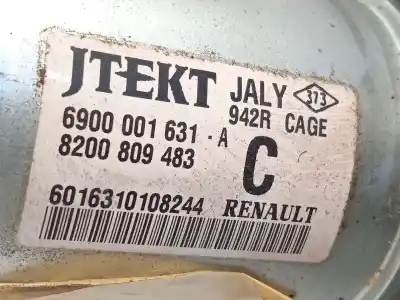 JTEKT JALY 373
942R CAGE
6900 001 631 - A
8200 809 483 C
6016310108244 RENAULT